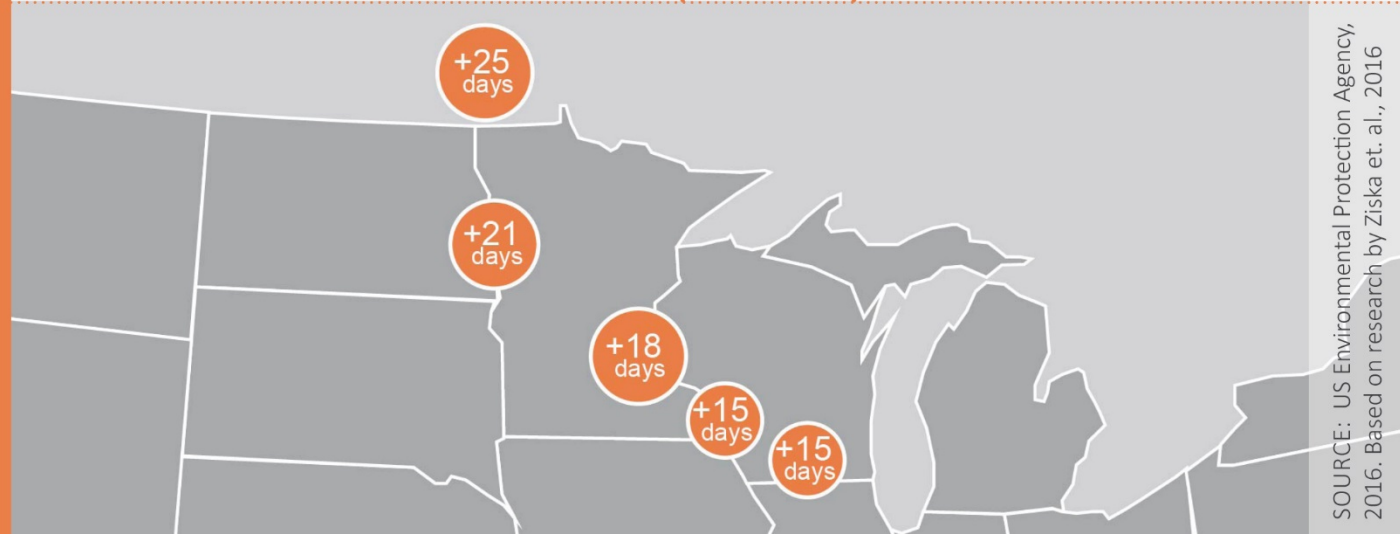 +25
days
+21
days
+18
days
+15
days
+15
days
SOURCE: US Environmental Protection Agency,
2016. Based on research by Ziska et. al., 2016